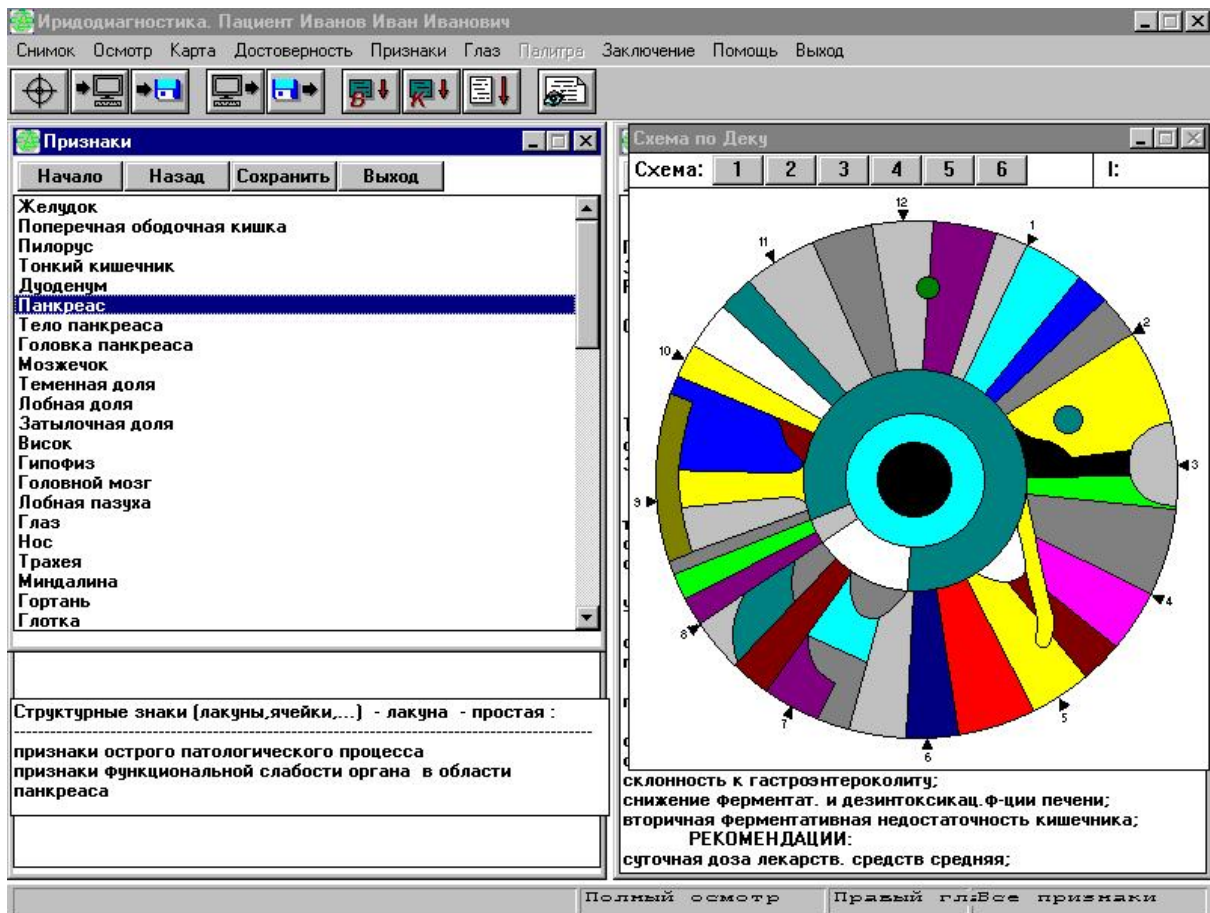 Иридодиагностика. Пациент Иванов Иван Иванович
Снимок Осмотр Карта Достоверность Признаки Глаз Палитра Заключение Помощь Выход
В К
Признаки
Начало Назад Сохранить Выход
Желудок
Поперечная ободочная кишка
Пилорус
Тонкий кишечник
Дуоденум
Панкреас
Тело панкреаса
Головка панкреаса
Мозжечок
Теменная доля
Лобная доля
Затылочная доля
Висок
Гипофиз
Головной мозг
Лобная пазуха
Глаз
Нос
Трахея
Миндалина
Гортань
Глотка
Структурные знаки (лакуны,ячейки,...) - лакуна - простая :
признаки острого патологического процесса
признаки функциональной слабости органа в области
панкреаса
Схема по Деку
Схема: 1 2 3 4 5 6 I:
12
1
11
2
10
3
9
4
8
5
7
6
склонность к гастроэнтероколиту;
снижение фермент. и дезинтоксикац.ф-ции печени;
вторичная ферментативная недостаточность кишечника;
РЕКОМЕНДАЦИИ:
суточная доза лекарств. средств средняя;
Полный осмотр Правый гла Все признаки